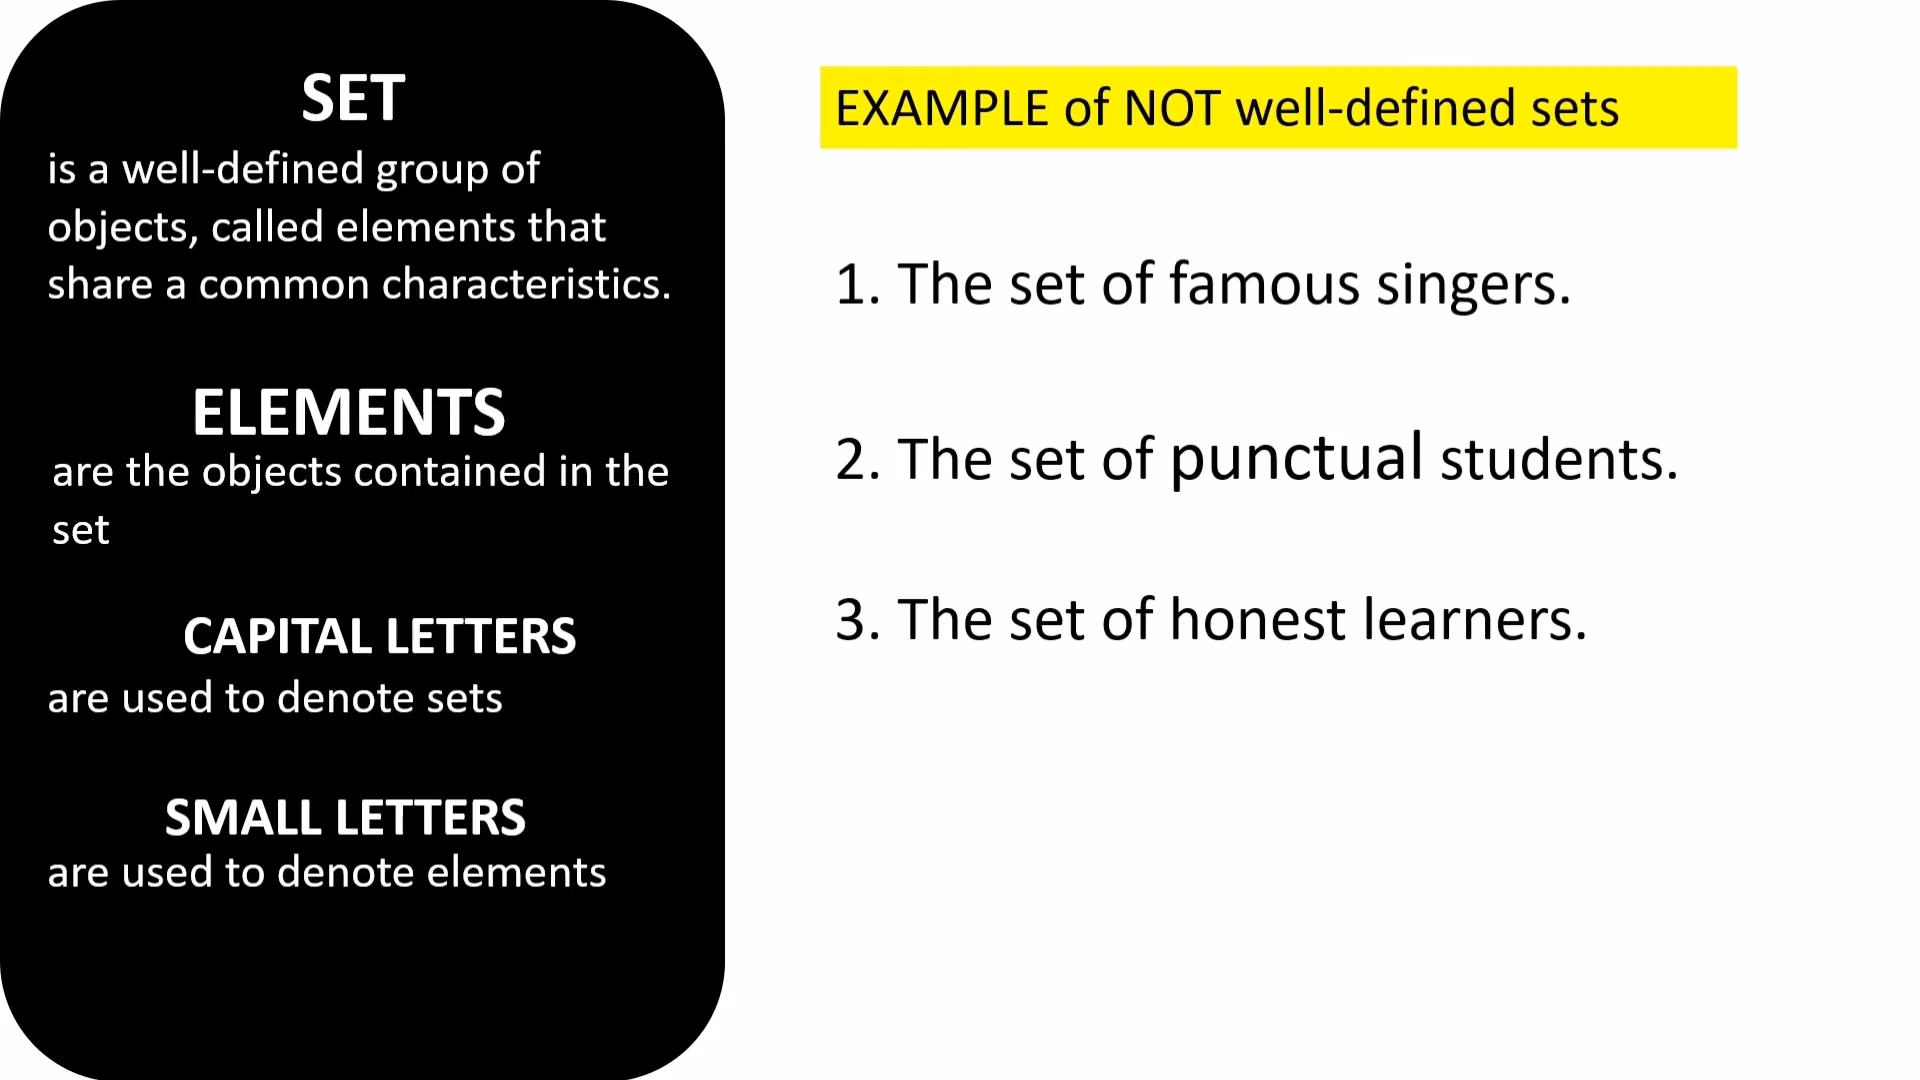 SET
is a well-defined group of
objects, called elements that
share a common characteristics.
ELEMENTS
are the objects contained in the
set
CAPITAL LETTERS
are used to denote sets
SMALL LETTERS
are used to denote elements
EXAMPLE of NOT well-defined sets
1. The set of famous singers.
2. The set of punctual students.
3. The set of honest learners.